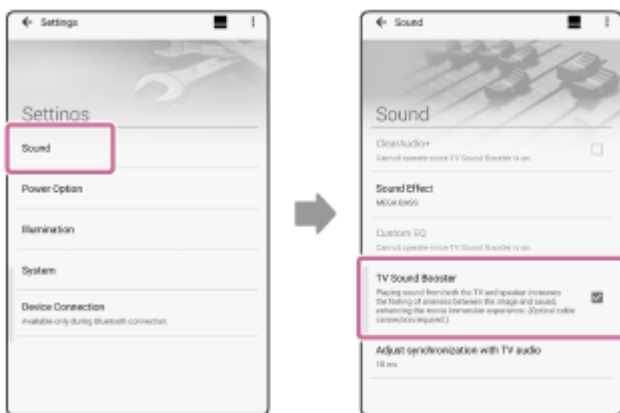 Settings
Settings
Sound
Power Option
Illumination
System
Device Connection
Available only during Bluetooth connection.
Sound
Sound
ClearAudio+
Cannot operate since TV Sound Booster is on.
Sound Effect
MEGA BASS
Custom EQ
Cannot operate since TV Sound Booster is on.
TV Sound Booster
Playing sound from both the TV and speaker increases
the feeling of oneness between the image and sound,
enhancing the movie immersion experience. (Optical cable
connection required.)
Adjust synchronization with TV audio
10 ms